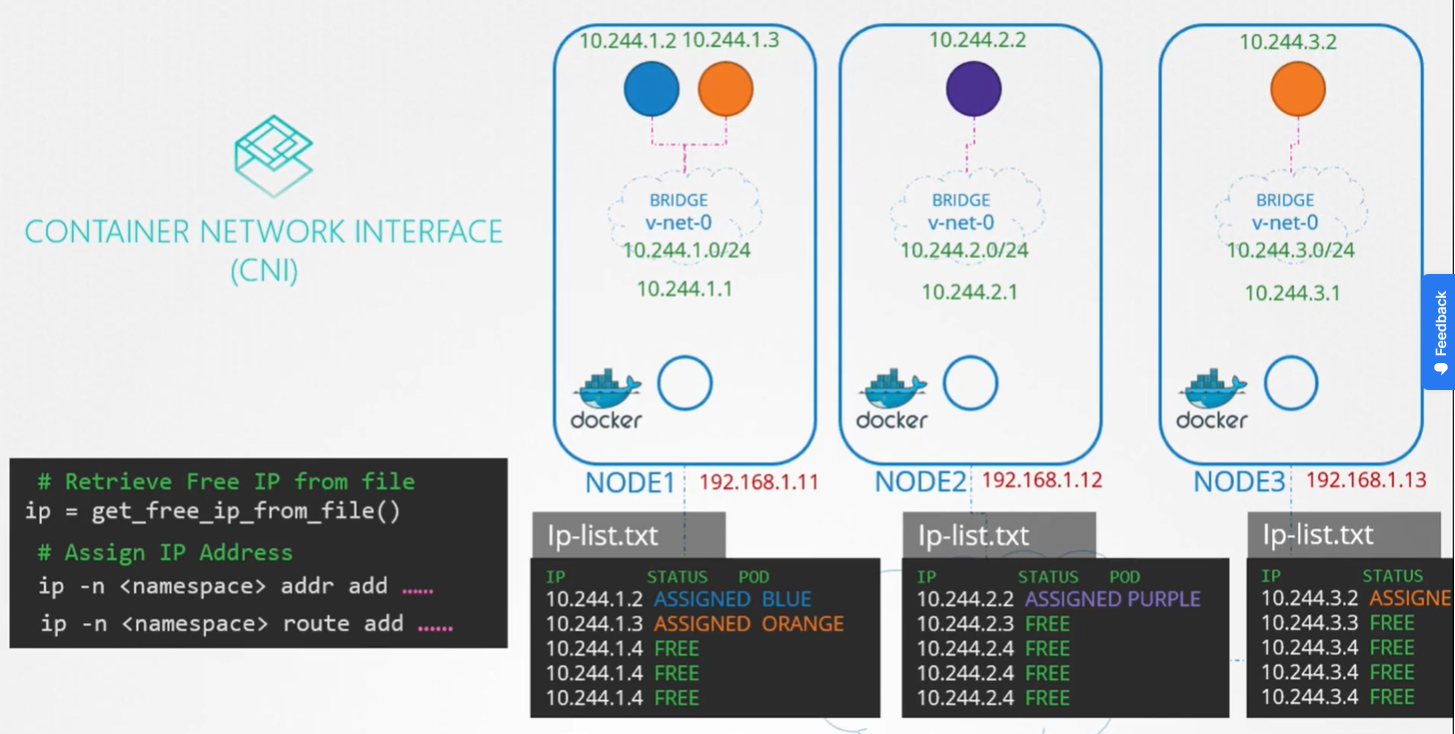 CONTAINER NETWORK INTERFACE
(CNI)
# Retrieve Free IP from file
ip = get_free_ip_from_file()
# Assign IP Address
ip -n <namespace> addr add ......
ip -n <namespace> route add ......
10.244.1.2 10.244.1.3
BRIDGE
v-net-0
10.244.1.0/24
10.244.1.1
docker
NODE1 192.168.1.11
Ip-list.txt
IP STATUS POD
10.244.1.2 ASSIGNED BLUE
10.244.1.3 ASSIGNED ORANGE
10.244.1.4 FREE
10.244.1.4 FREE
10.244.1.4 FREE
10.244.2.2
BRIDGE
v-net-0
10.244.2.0/24
10.244.2.1
docker
NODE2 192.168.1.12
Ip-list.txt
IP STATUS POD
10.244.2.2 ASSIGNED PURPLE
10.244.2.3 FREE
10.244.2.4 FREE
10.244.2.4 FREE
10.244.2.4 FREE
10.244.3.2
BRIDGE
v-net-0
10.244.3.0/24
10.244.3.1
docker
NODE3 192.168.1.13
Ip-list.txt
IP STATUS
10.244.3.2 ASSIGNE
10.244.3.3 FREE
10.244.3.4 FREE
10.244.3.4 FREE
10.244.3.4 FREE
Feedback